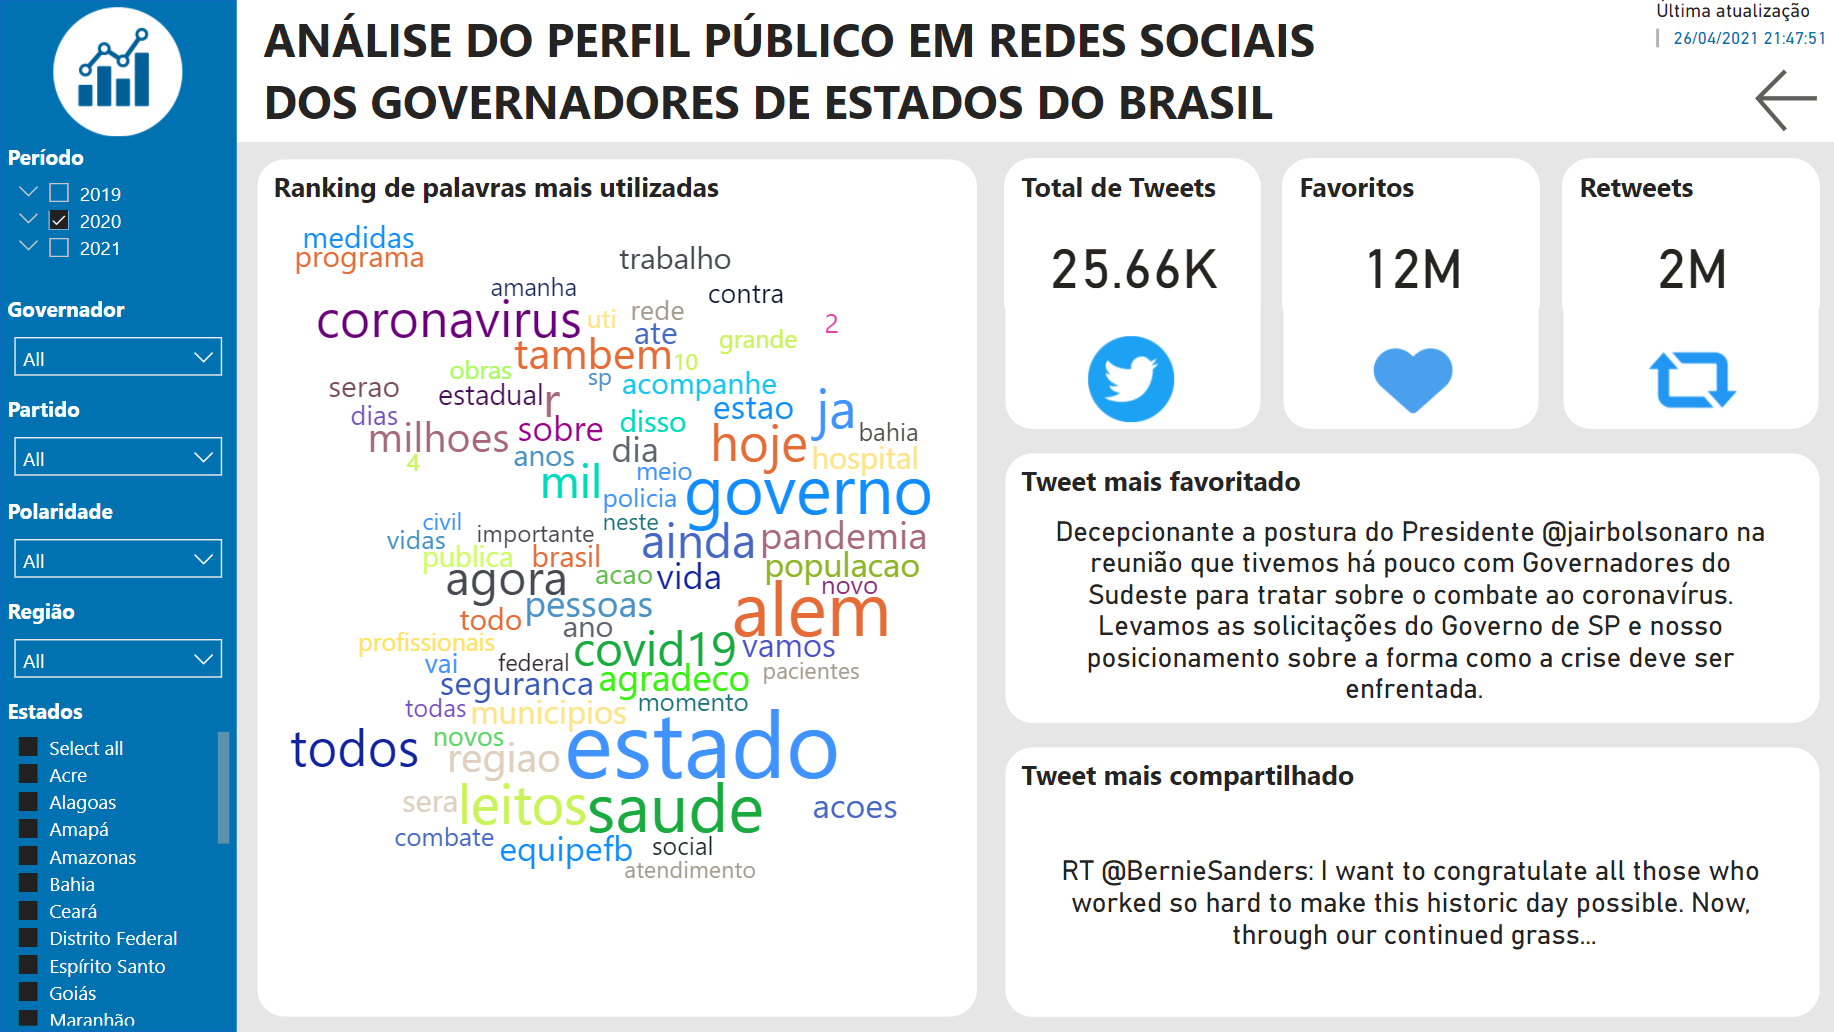 ANÁLISE DO PERFIL PÚBLICO EM REDES SOCIAIS
DOS GOVERNADORES DE ESTADOS DO BRASIL
Última atualização
26/04/2021 21:47:51
Período
2019
2020
2021
Governador
All
Partido
All
Polaridade
All
Região
All
Estados
Select all
Acre
Alagoas
Amapá
Amazonas
Bahia
Ceará
Distrito Federal
Espírito Santo
Goiás
Maranhão
Ranking de palavras mais utilizadas
medidas
programa
trabalho
amanha
contra
coronavirus
uti
rede
2
ate
grande
tambem
10
obras
sp
acompanhe
serao
estadual
r
estao
ja
dias
sobre
disso
milhoes
hoje
bahia
4
anos
dia
hospital
mil
meio
policia
governo
civil
importante
neste
vidas
ainda
pandemia
publica
brasil
agora
acao
vida
populacao
novo
pessoas
alem
todo
ano
profissionais
covid19
vamos
vai
federal
pacientes
seguranca
agradeco
todas
municipios
momento
todos
novos
regiao
estado
sera
leitos
saude
acoes
combate
equipefb
social
atendimento
Total de Tweets
25.66K
Favoritos
12M
Retweets
2M
Tweet mais favoritado
Decepcionante a postura do Presidente @jairbolsonaro na
reunião que tivemos há pouco com Governadores do
Sudeste para tratar sobre o combate ao coronavírus.
Levamos as solicitações do Governo de SP e nosso
posicionamento sobre a forma como a crise deve ser
enfrentada.
Tweet mais compartilhado
RT @BernieSanders: I want to congratulate all those who
worked so hard to make this historic day possible. Now,
through our continued grass…